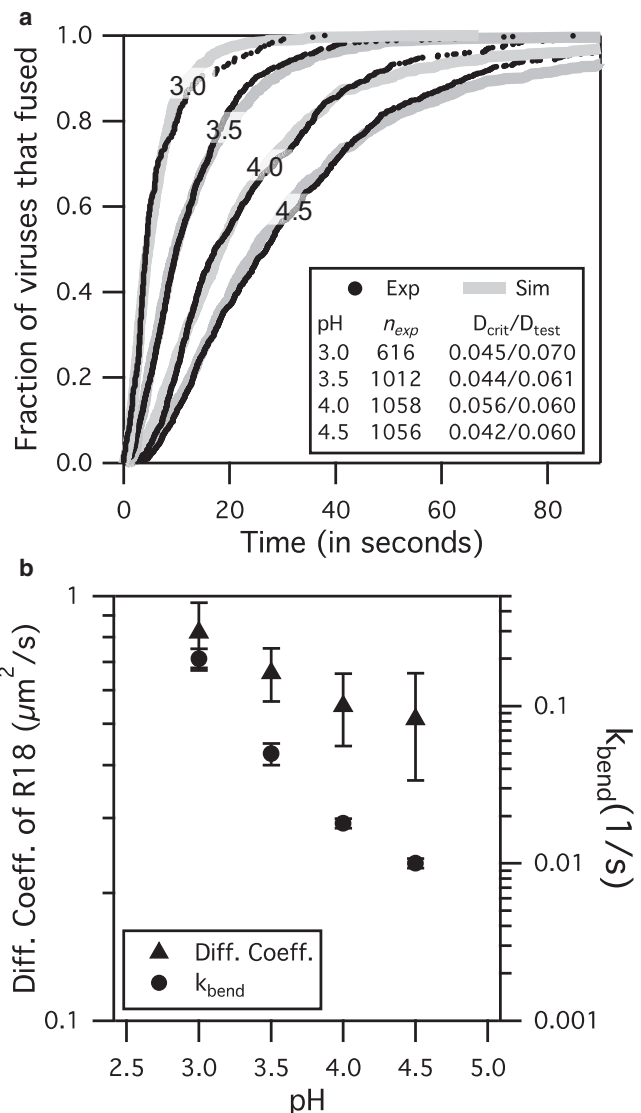 a
Fraction of viruses that fused
1.0
0.8
0.6
0.4
0.2
0.0
3.0
3.5
4.0
4.5
Exp Sim
pH n_exp D_crit/D_test
3.0 616 0.045/0.070
3.5 1012 0.044/0.061
4.0 1058 0.056/0.060
4.5 1056 0.042/0.060
0 20 40 60 80
Time (in seconds)
b
Diff. Coeff. of R18 (μm²/s)
1
0.1
k_bend (1/s)
0.1
0.01
0.001
Diff. Coeff.
k_bend
2.5 3.0 3.5 4.0 4.5 5.0
pH